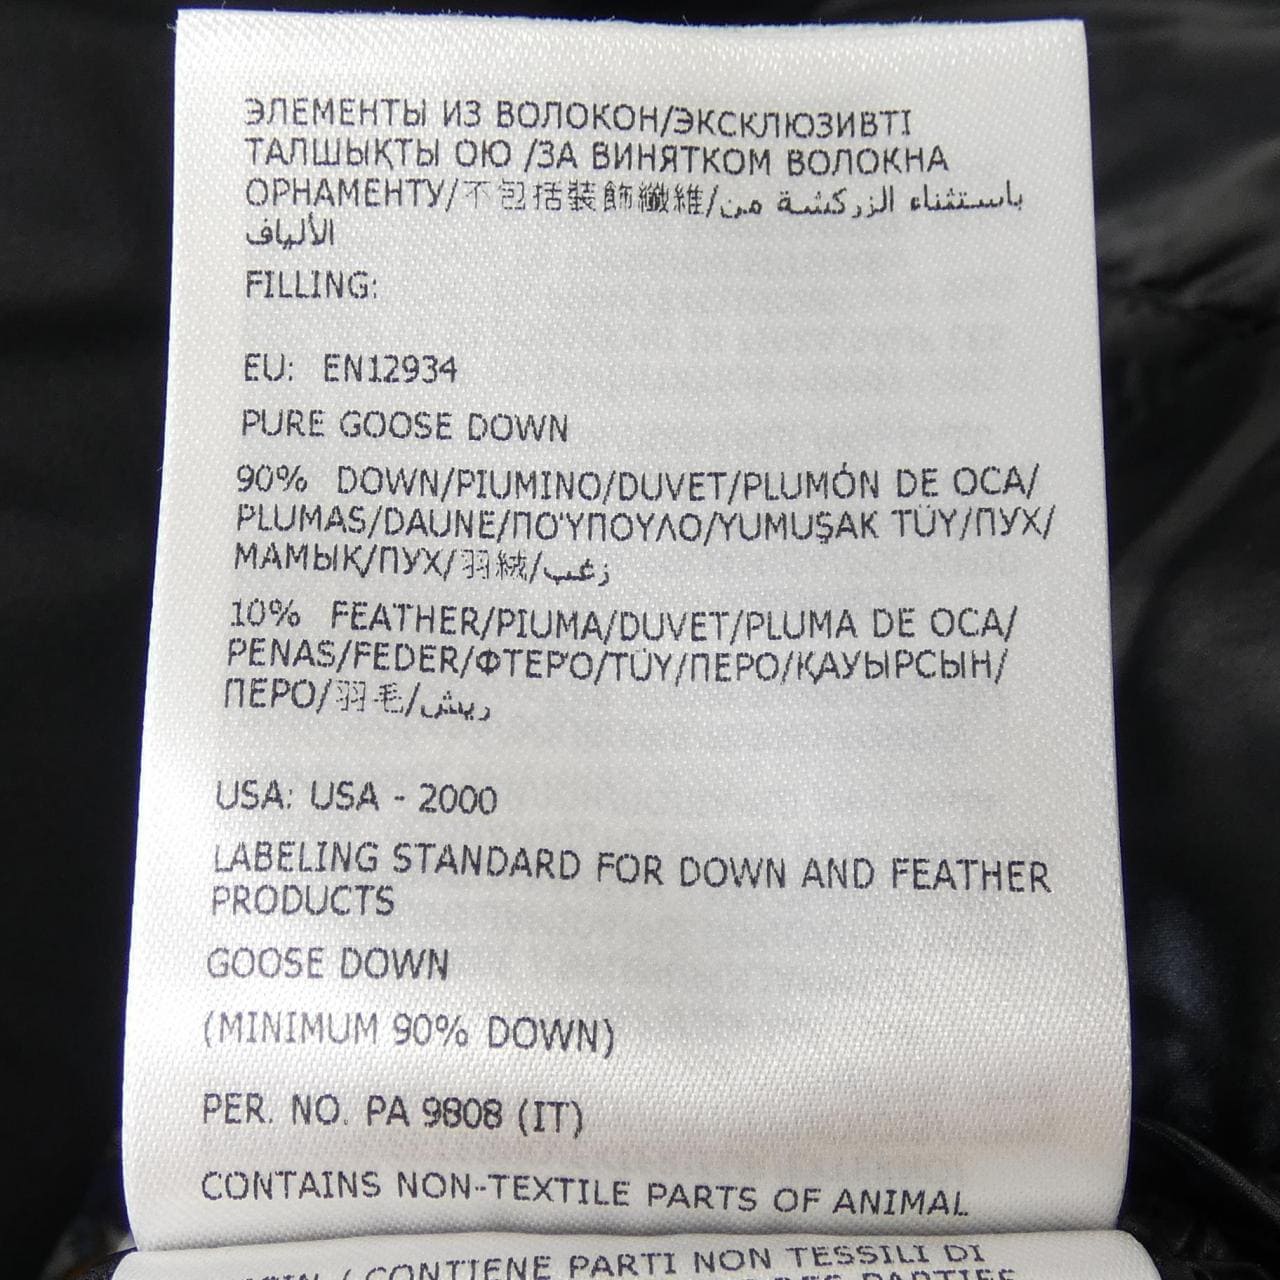 ЭЛЕМЕНТЫ ИЗ ВОЛОКОН/ЭКСКЛЮЗИВТІ
ТАЛШЫҚТЫ ОЮ /ЗА ВИНЯТКОМ ВОЛОКНА
ОРНАМЕНТУ/不包括裝飾纖維/باستثناء الزركشة من
الألياف
FILLING:
EU: EN12934
PURE GOOSE DOWN
90% DOWN/PIUMINO/DUVET/PLUMÓN DE OCA/
PLUMAS/DAUNE/ΠΟ'ΥΠΟΥΛΟ/YUMUŞAK TÜY/ПУХ/
МАМЫҚ/ПУХ/羽絨/زغب
10% FEATHER/PIUMA/DUVET/PLUMA DE OCA/
PENAS/FEDER/ΦΤΕΡ'Ο/TÜY/ПЕРО/ҚАУЫРСЫН/
ПЕРО/羽毛/ريش
USA: USA - 2000
LABELING STANDARD FOR DOWN AND FEATHER
PRODUCTS
GOOSE DOWN
(MINIMUM 90% DOWN)
PER. NO. PA 9808 (IT)
CONTAINS NON-TEXTILE PARTS OF ANIMAL
/ CONTIENE PARTI NON TESSILI DI